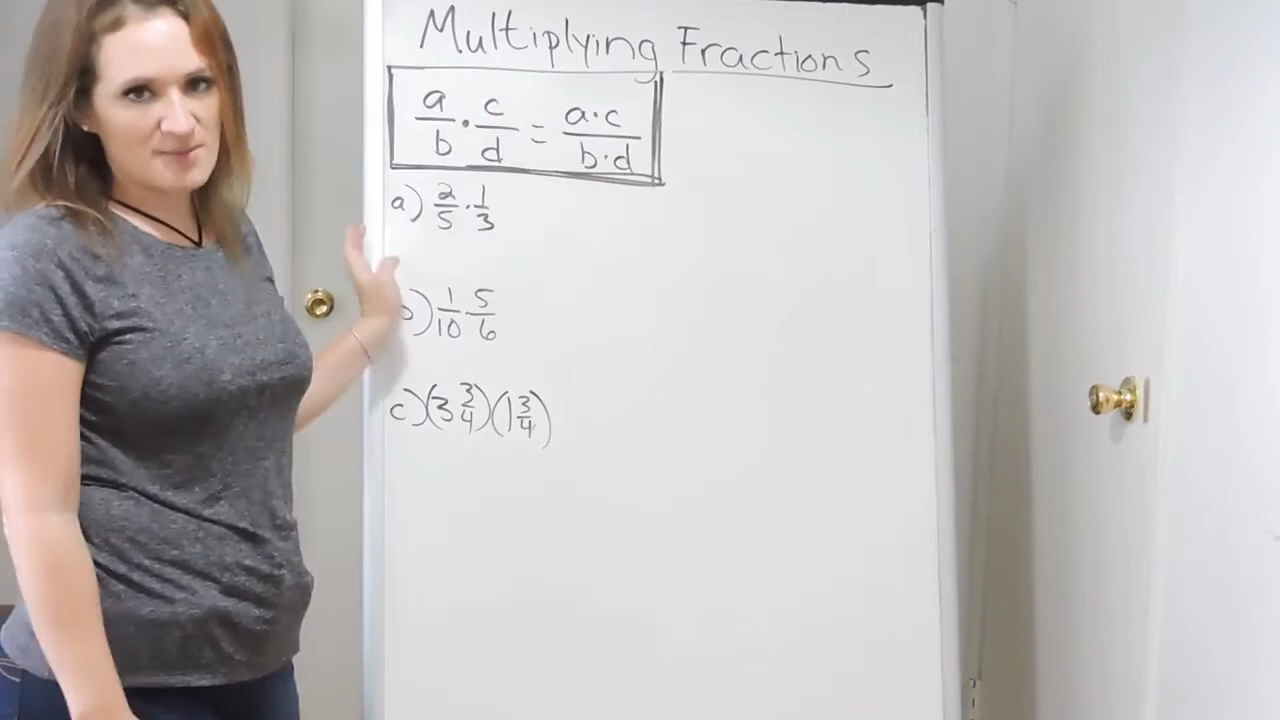 Multiplying Fractions
a/b · c/d = a·c/b·d
a) 2/5 · 1/3
b) 1/10 · 5/6
c) (3 3/4)(1 3/4)